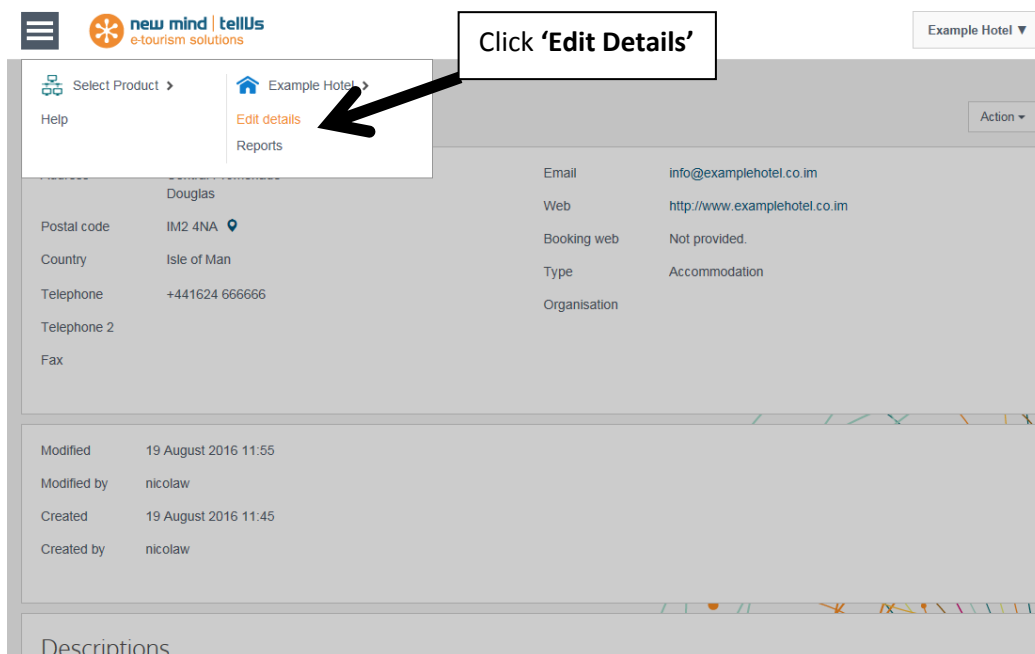 new mind | tellUs
e-tourism solutions
Click 'Edit Details'
Example Hotel ▼
Select Product >
Example Hotel >
Help
Edit details
Reports
Action ▾
Douglas
Postal code IM2 4NA
Country Isle of Man
Telephone +441624 666666
Telephone 2
Fax
Email info@examplehotel.co.im
Web http://www.examplehotel.co.im
Booking web Not provided.
Type Accommodation
Organisation
Modified 19 August 2016 11:55
Modified by nicolaw
Created 19 August 2016 11:45
Created by nicolaw
Descriptions